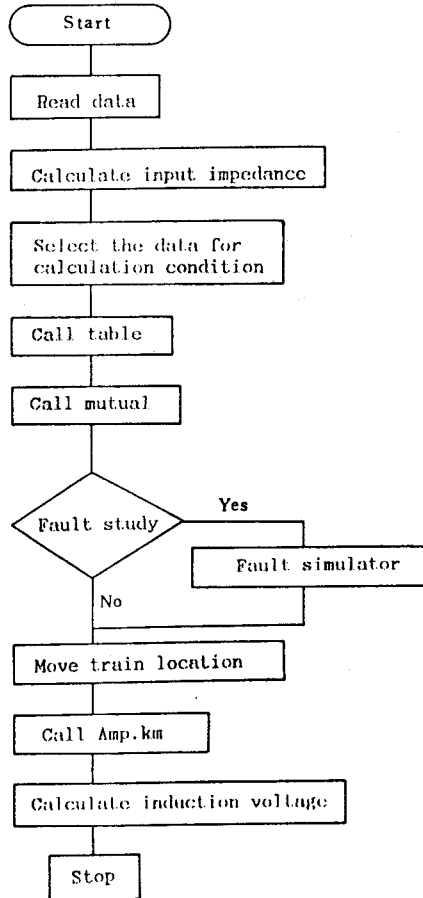 Start
Read data
Calculate input impedance
Select the data for
calculation condition
Call table
Call mutual
Fault study
Yes
Fault simulator
No
Move train location
Call Amp.km
Calculate induction voltage
Stop